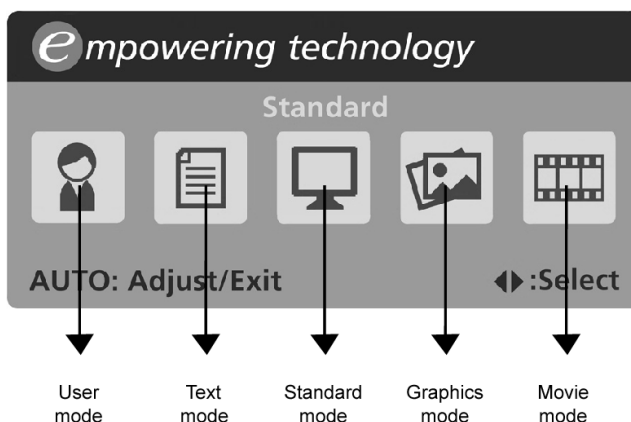 empowering technology
Standard
AUTO: Adjust/Exit
:Select
User mode
Text mode
Standard mode
Graphics mode
Movie mode